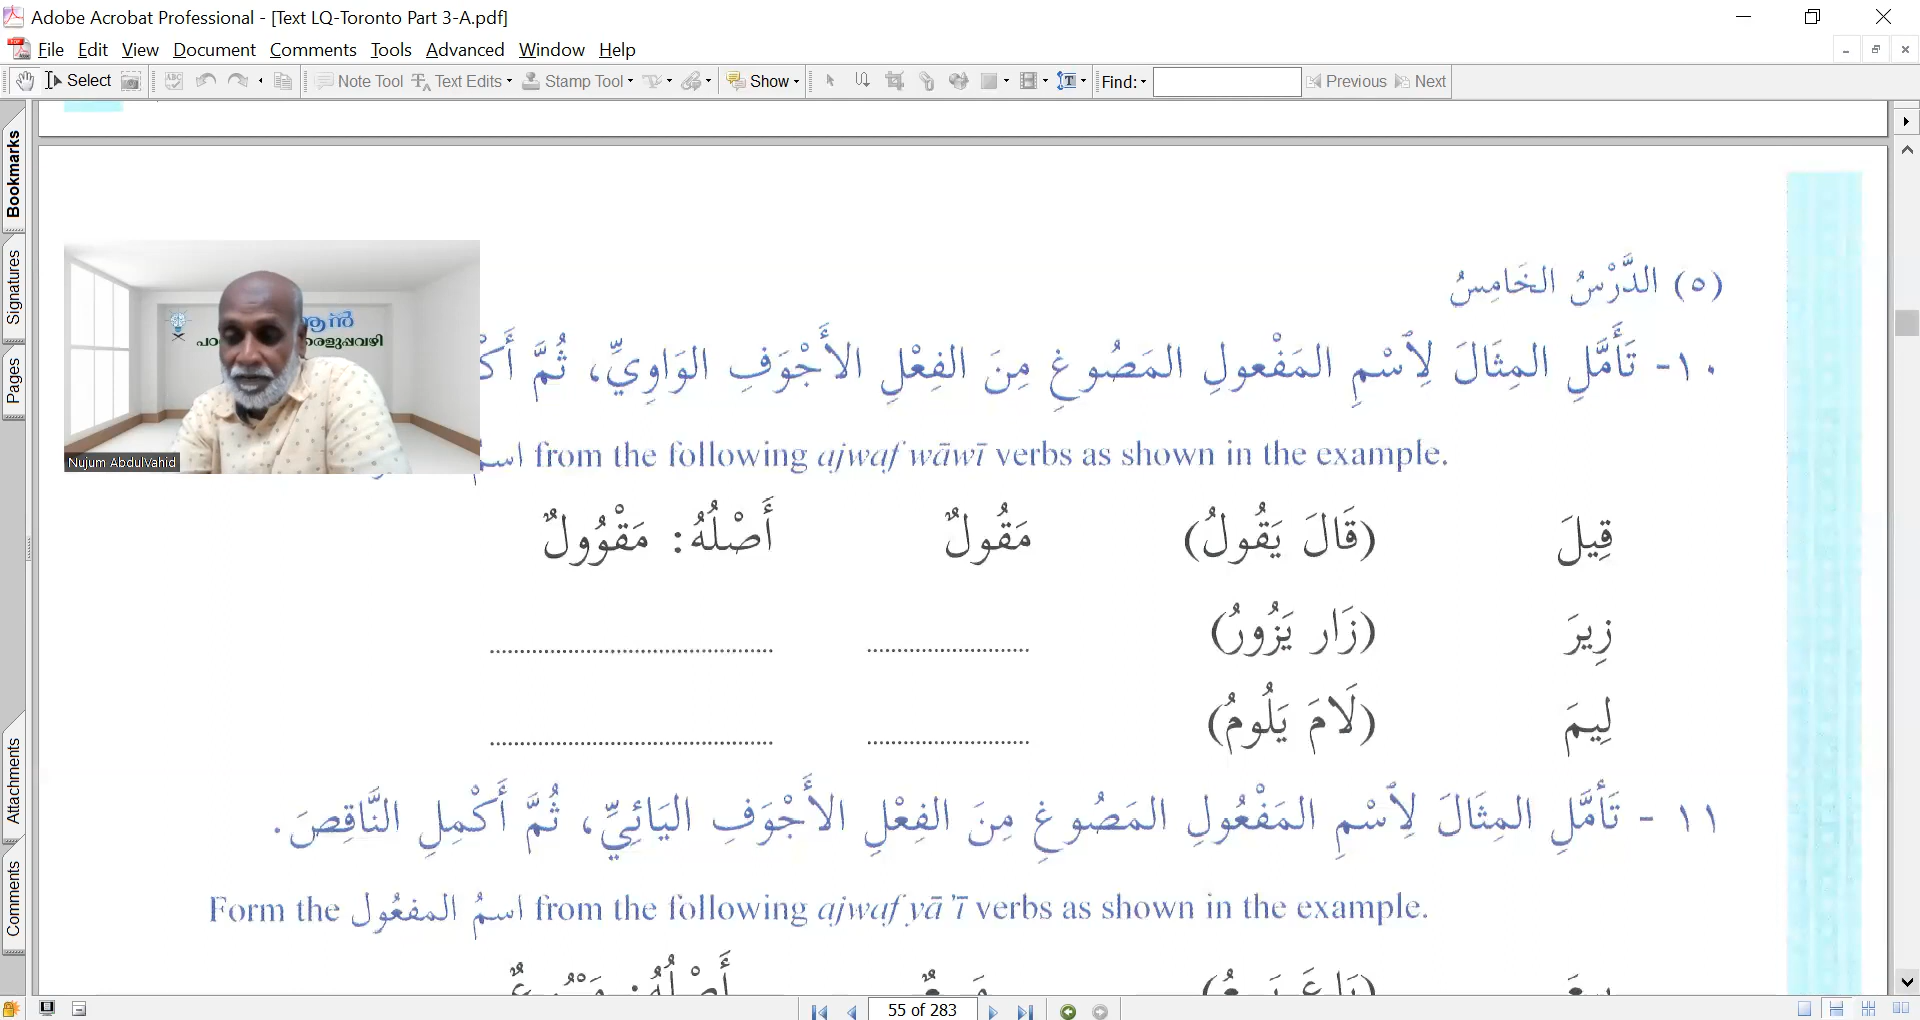 Adobe Acrobat Professional - [Text LQ-Toronto Part 3-A.pdf]
File Edit View Document Comments Tools Advanced Window Help
Select Note Tool Text Edits Stamp Tool Show Find: Previous Next
Bookmarks
Signatures
Pages
Attachments
Comments
(٥) الدَّرْسُ الخَامِسُ
١٠- تَأَمَّلِ المِثَالَ لِٱسْمِ المَفْعولِ المَصُوغِ مِنَ الفِعْلِ الأَجْوَفِ الوَاوِيِّ، ثُمَّ
from the following ajwaf wāwī verbs as shown in the example.
قِيلَ (قَالَ يَقُولُ) مَقُولٌ أَصْلُهُ: مَقْوُولٌ
زِيرَ (زَار يَزُورُ) ........ ........
لِيمَ (لَامَ يَلُومُ) ........ ........
١١ - تَأَمَّلِ المِثَالَ لِٱسْمِ المَفْعُولِ المَصُوغِ مِنَ الفِعْلِ الأَجْوَفِ اليَائِيِّ، ثُمَّ أَكْمِلِ النَّاقِصَ.
Form the اسمُ المفعُول from the following ajwaf yā'ī verbs as shown in the example.
Nujum AbdulVahid
55 of 283